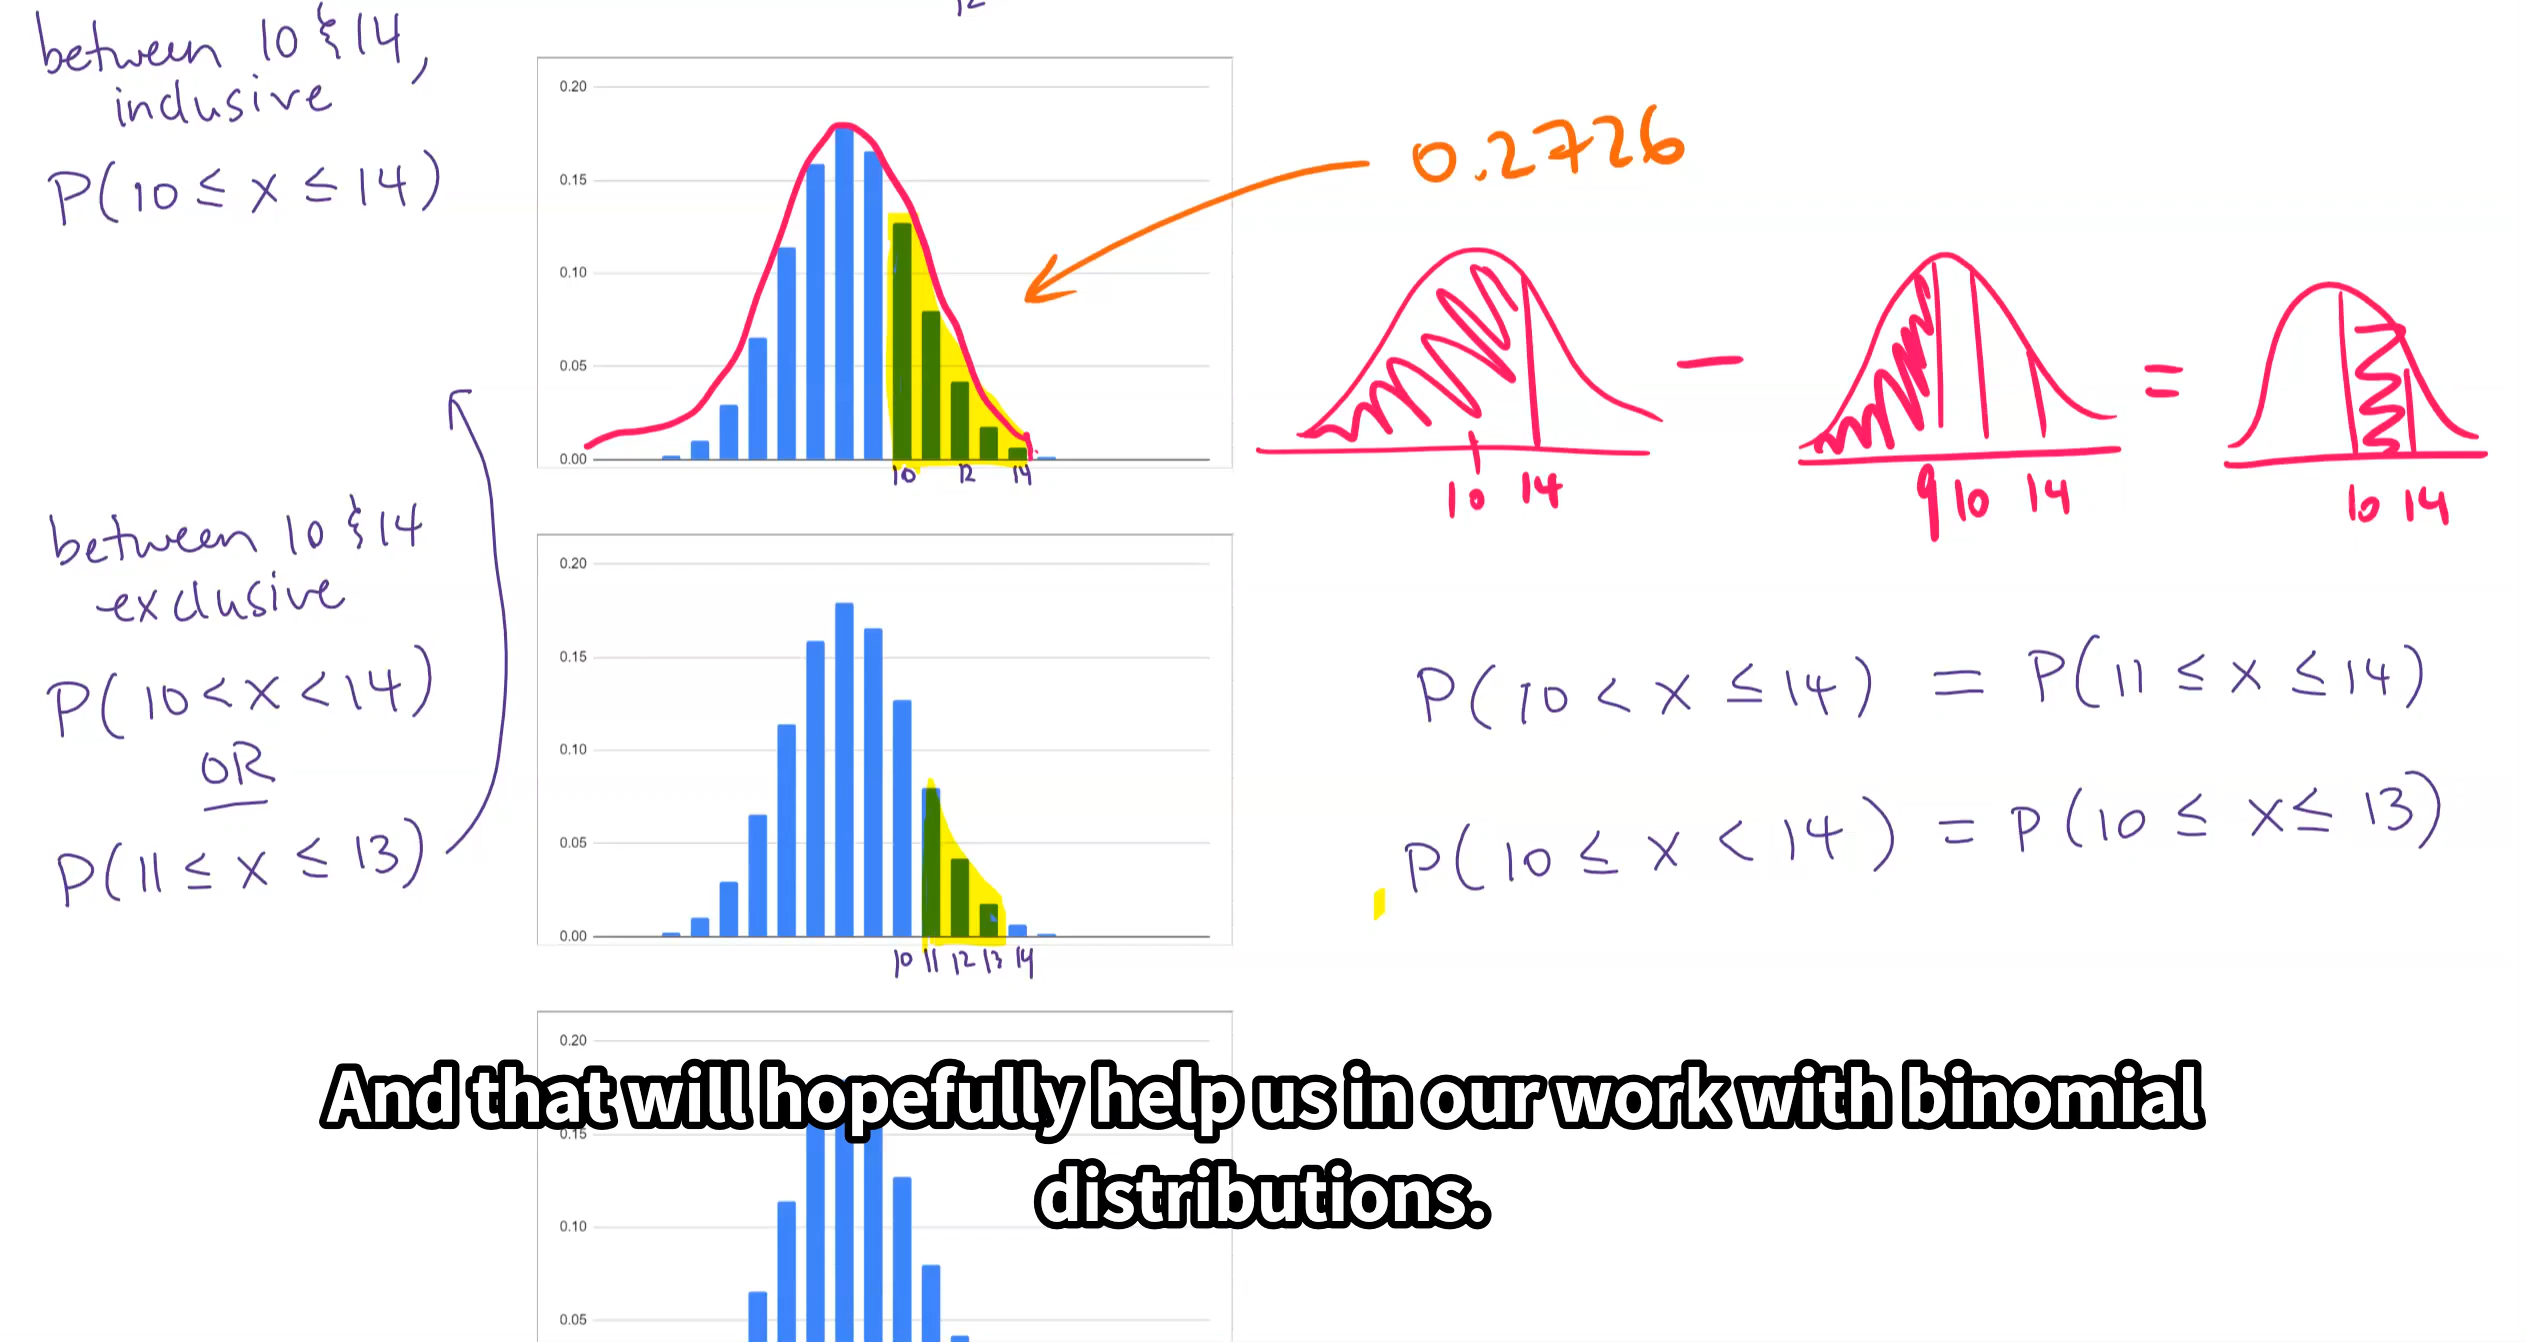 12
between 10 & 14,
inclusive
P(10 ≤ x ≤ 14)
0.20
0.15
0.10
0.05
0.00
10 12 14
0.2726
10 14
−
9 10 14
=
10 14
between 10 & 14
exclusive
P(10 < x < 14)
OR
P(11 ≤ x ≤ 13)
0.20
0.15
0.10
0.05
0.00
10 11 12 13 14
P(10 < x ≤ 14) = P(11 ≤ x ≤ 14)
P(10 ≤ x < 14) = P(10 ≤ x ≤ 13)
0.20
0.15
0.10
0.05
And that will hopefully help us in our work with binomial
distributions.